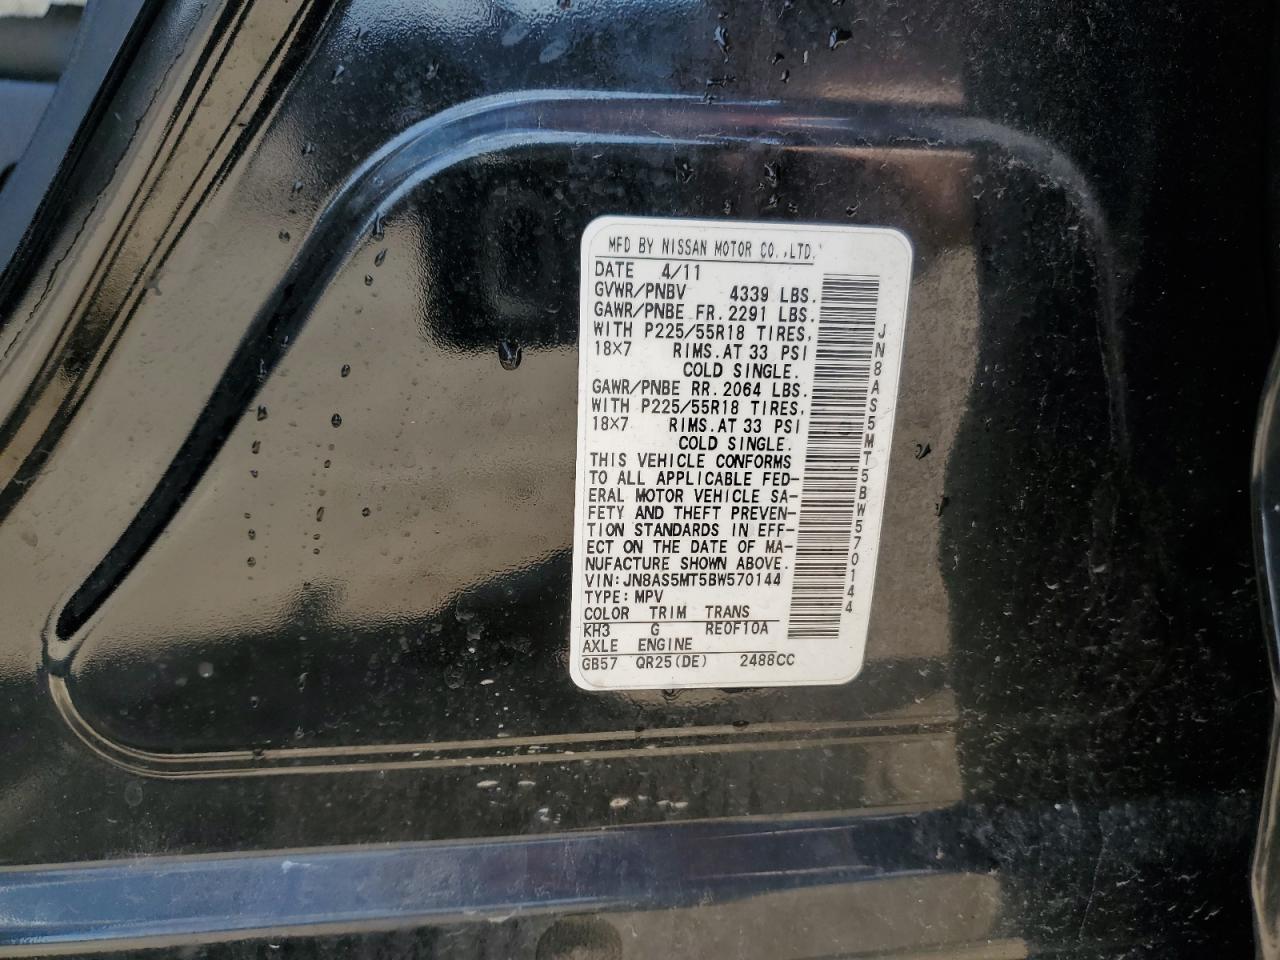 MFD BY NISSAN MOTOR CO.,LTD.
DATE 4/11
GVWR/PNBV 4339 LBS.
GAWR/PNBE FR. 2291 LBS.
WITH P225/55R18 TIRES,
18×7 RIMS. AT 33 PSI
COLD SINGLE.
GAWR/PNBE RR. 2064 LBS.
WITH P225/55R18 TIRES,
18×7 RIMS. AT 33 PSI
COLD SINGLE.
THIS VEHICLE CONFORMS
TO ALL APPLICABLE FED-
ERAL MOTOR VEHICLE SA-
FETY AND THEFT PREVEN-
TION STANDARDS IN EFF-
ECT ON THE DATE OF MA-
NUFACTURE SHOWN ABOVE.
VIN:JN8AS5MT5BW570144
TYPE:MPV
COLOR TRIM TRANS
KH3 G REOF10A
AXLE ENGINE
GB57 QR25(DE) 2488CC
JN8AS5MT5BW570144